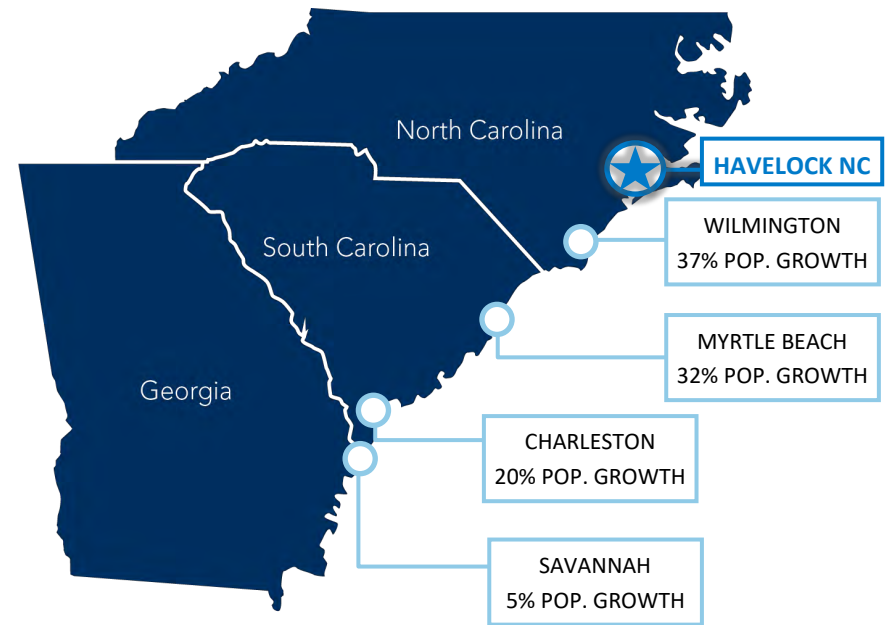 North Carolina
HAVELOCK NC
WILMINGTON
37% POP. GROWTH
South Carolina
MYRTLE BEACH
32% POP. GROWTH
Georgia
CHARLESTON
20% POP. GROWTH
SAVANNAH
5% POP. GROWTH